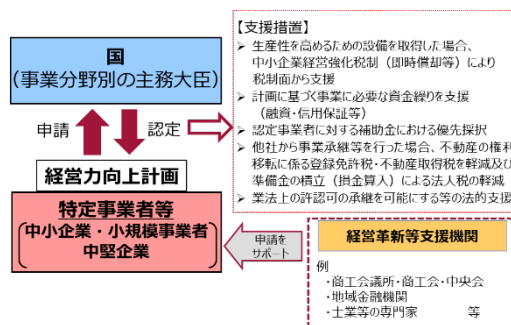 国
（事業分野別の主務大臣）
申請
認定
経営力向上計画
特定事業者等
中小企業・小規模事業者
中堅企業
【支援措置】
➢ 生産性を高めるための設備を取得した場合、
中小企業経営強化税制（即時償却等）により
税制面から支援
➢ 計画に基づく事業に必要な資金繰りを支援
（融資・信用保証等）
➢ 認定事業者に対する補助金における優先採択
➢ 他社から事業承継等を行った場合、不動産の権利
移転に係る登録免許税・不動産取得税を軽減及び
準備金の積立（損金算入）による法人税の軽減
➢ 業法上の許認可の承継を可能にする等の法的支援
申請を
サポート
経営革新等支援機関
例
・商工会議所・商工会・中央会
・地域金融機関
・士業等の専門家 等